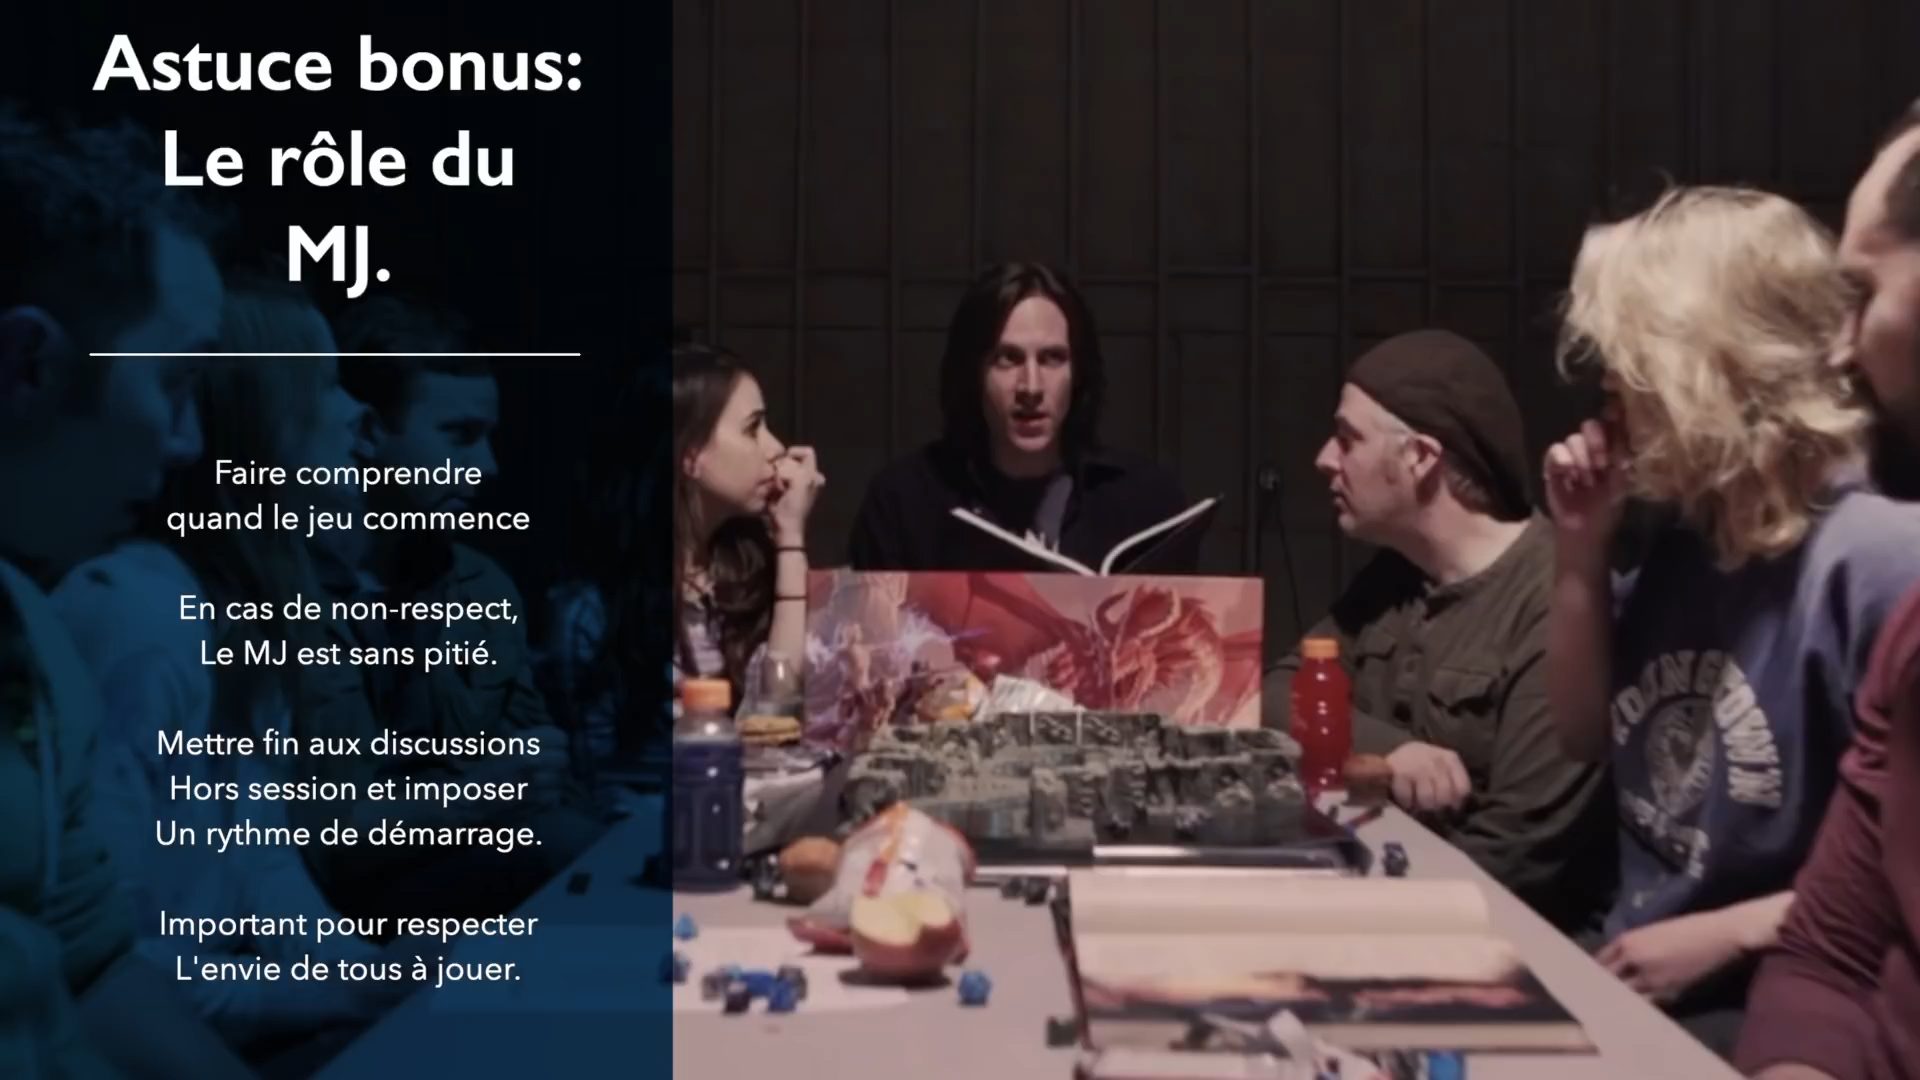 Astuce bonus:
Le rôle du
MJ.
Faire comprendre
quand le jeu commence
En cas de non-respect,
Le MJ est sans pitié.
Mettre fin aux discussions
Hors session et imposer
Un rythme de démarrage.
Important pour respecter
L'envie de tous à jouer.